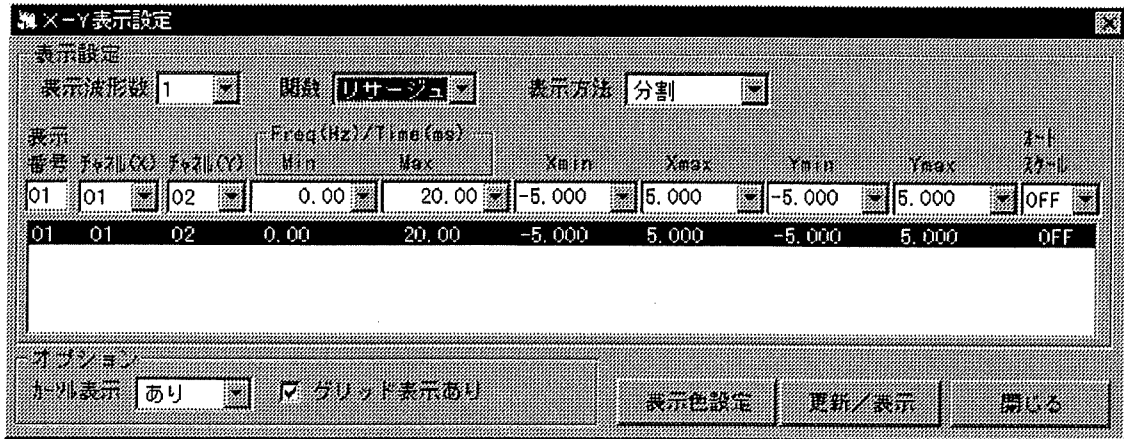 X-Y表示設定
表示設定
表示波形数 1 関数 リサージュ 表示方法 分割
表示 Freq(Hz)/Time(ms) ｵｰﾄ
番号 ﾁｬﾈﾙ(X) ﾁｬﾈﾙ(Y) Min Max Xmin Xmax Ymin Ymax ｽｹｰﾙ
01 01 02 0.00 20.00 -5.000 5.000 -5.000 5.000 OFF
01 01 02 0.00 20.00 -5.000 5.000 -5.000 5.000 OFF
オプション
ｶｰｿﾙ表示 あり グリッド表示あり
表示色設定 更新／表示 閉じる